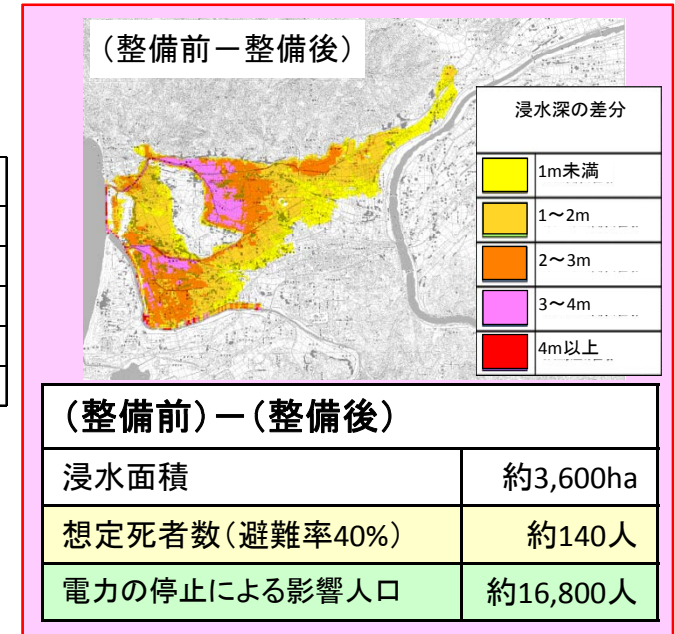 (整備前-整備後)
浸水深の差分
1m未満
1~2m
2~3m
3~4m
4m以上
(整備前)-(整備後)
浸水面積 約3,600ha
想定死者数(避難率40%) 約140人
電力の停止による影響人口 約16,800人